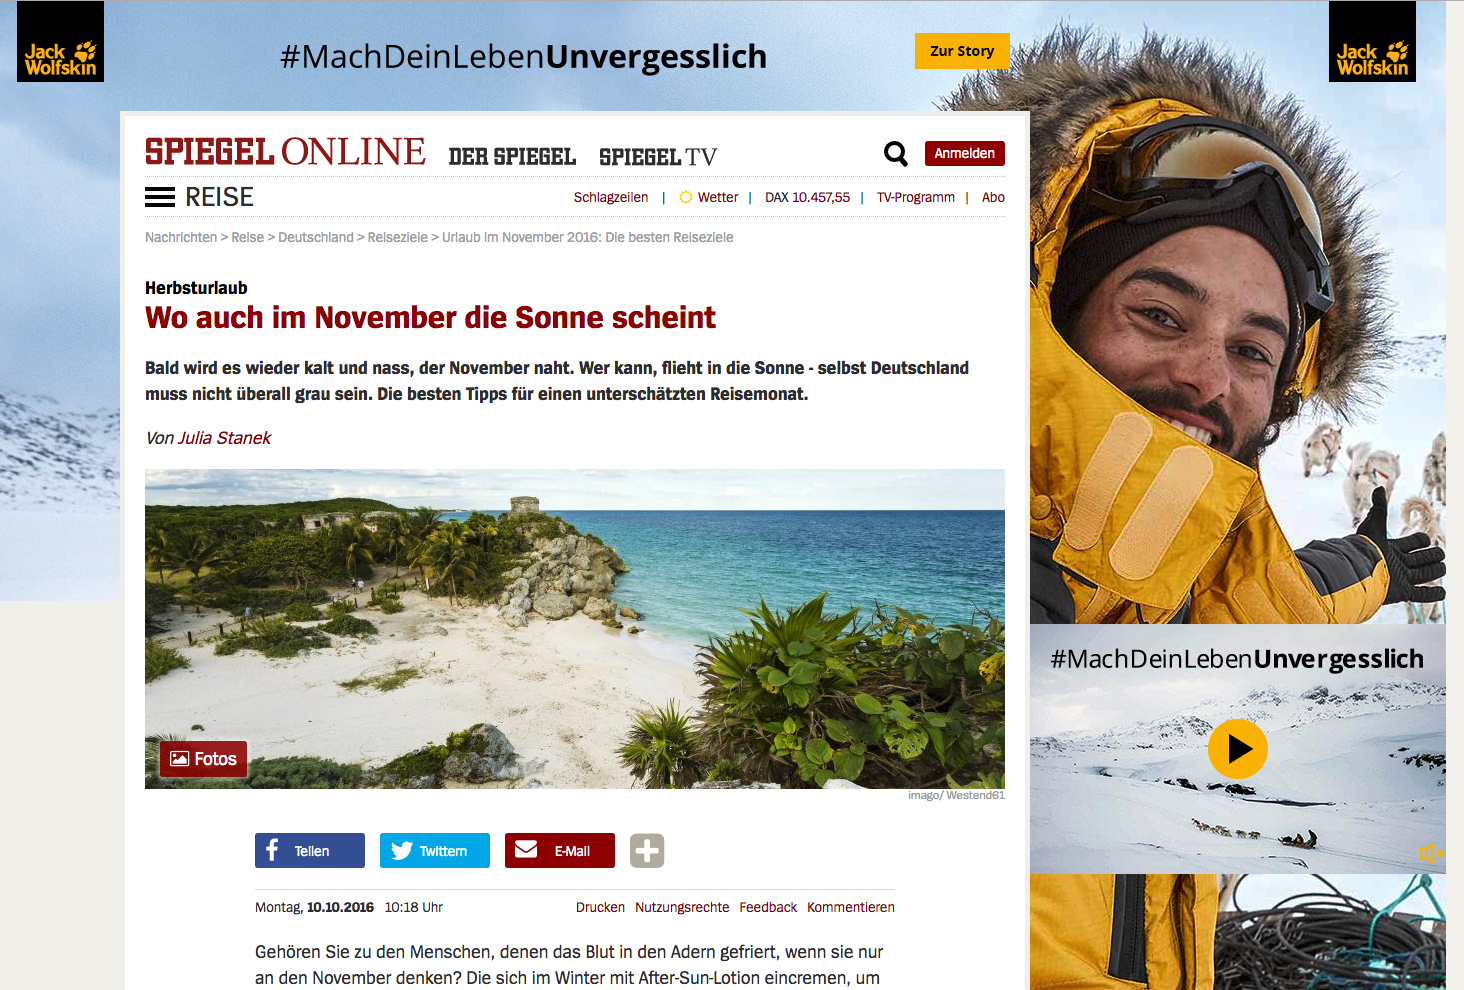 Jack
Wolfskin
#MachDeinLebenUnvergesslich
Zur Story
Jack
Wolfskin
SPIEGEL ONLINE DER SPIEGEL SPIEGEL TV
Anmelden
REISE
Schlagzeilen | Wetter | DAX 10.457,55 | TV-Programm | Abo
Nachrichten > Reise > Deutschland > Reiseziele > Urlaub im November 2016: Die besten Reiseziele
Herbsturlaub
Wo auch im November die Sonne scheint
Bald wird es wieder kalt und nass, der November naht. Wer kann, flieht in die Sonne - selbst Deutschland
muss nicht überall grau sein. Die besten Tipps für einen unterschätzten Reisemonat.
Von Julia Stanek
Fotos
imago/ Westend61
#MachDeinLebenUnvergesslich
Teilen
Twittern
E-Mail
Montag, 10.10.2016 10:18 Uhr
Drucken Nutzungsrechte Feedback Kommentieren
Gehören Sie zu den Menschen, denen das Blut in den Adern gefriert, wenn sie nur
an den November denken? Die sich im Winter mit After-Sun-Lotion eincremen, um